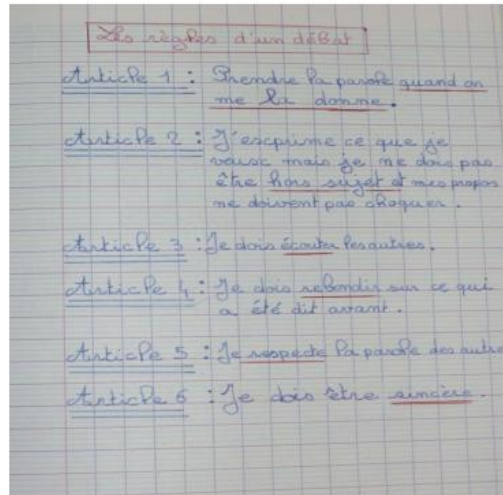 Les règles d'un débat
Article 1 : Prendre la parole quand on
me la donne.
Article 2 : J'exprime ce que je
veux mais je ne dois pas
être hors sujet et mes propos
ne doivent pas choquer.
Article 3 : Je dois écouter les autres.
Article 4 : Je dois rebondir sur ce qui
a été dit avant.
Article 5 : Je respecte la parole des autre
Article 6 : Je dois être sincère.